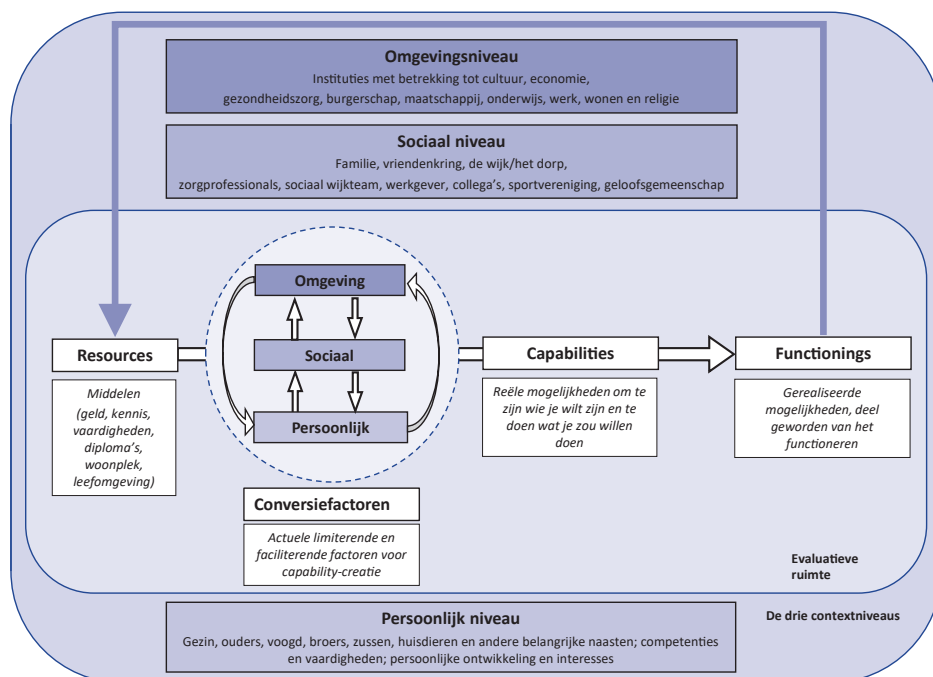 Omgevingsniveau
Instituties met betrekking tot cultuur, economie,
gezondheidszorg, burgerschap, maatschappij, onderwijs, werk, wonen en religie
Sociaal niveau
Familie, vriendenkring, de wijk/het dorp,
zorgprofessionals, sociaal wijkteam, werkgever, collega's, sportvereniging, geloofsgemeenschap
Omgeving
Sociaal
Persoonlijk
Resources
Middelen
(geld, kennis,
vaardigheden,
diploma's,
woonplek,
leefomgeving)
Conversiefactoren
Actuele limiterende en
faciliterende factoren voor
capability-creatie
Capabilities
Reële mogelijkheden om te
zijn wie je wilt zijn en te
doen wat je zou willen
doen
Functionings
Gerealiseerde
mogelijkheden, deel
geworden van het
functioneren
Evaluatieve
ruimte
De drie contextniveaus
Persoonlijk niveau
Gezin, ouders, voogd, broers, zussen, huisdieren en andere belangrijke naasten; competenties
en vaardigheden; persoonlijke ontwikkeling en interesses